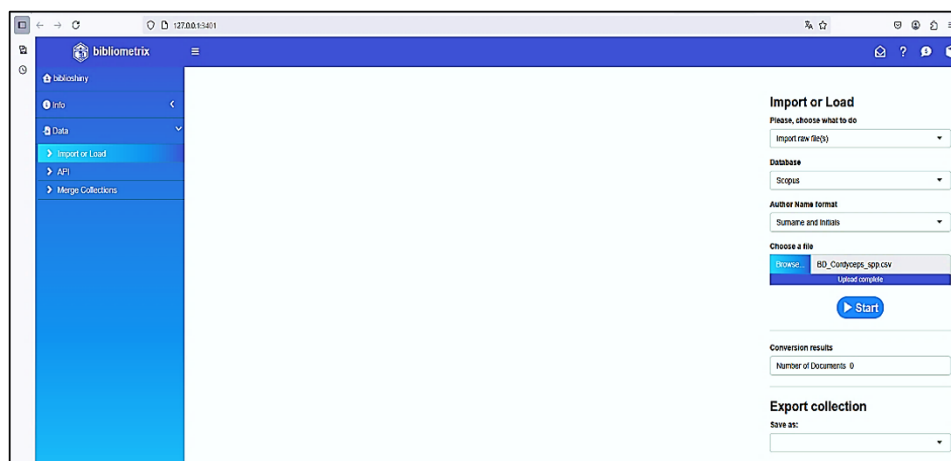 127.0.0.1:3401
bibliometrix
biblioshiny
Info
Data
Import or Load
API
Merge Collections
Import or Load
Please, choose what to do
Import raw file(s)
Database
Scopus
Author Name format
Surname and Initials
Choose a file
Browse... BD_Cordyceps_spp.csv
Upload complete
Start
Conversion results
Number of Documents 0
Export collection
Save as: